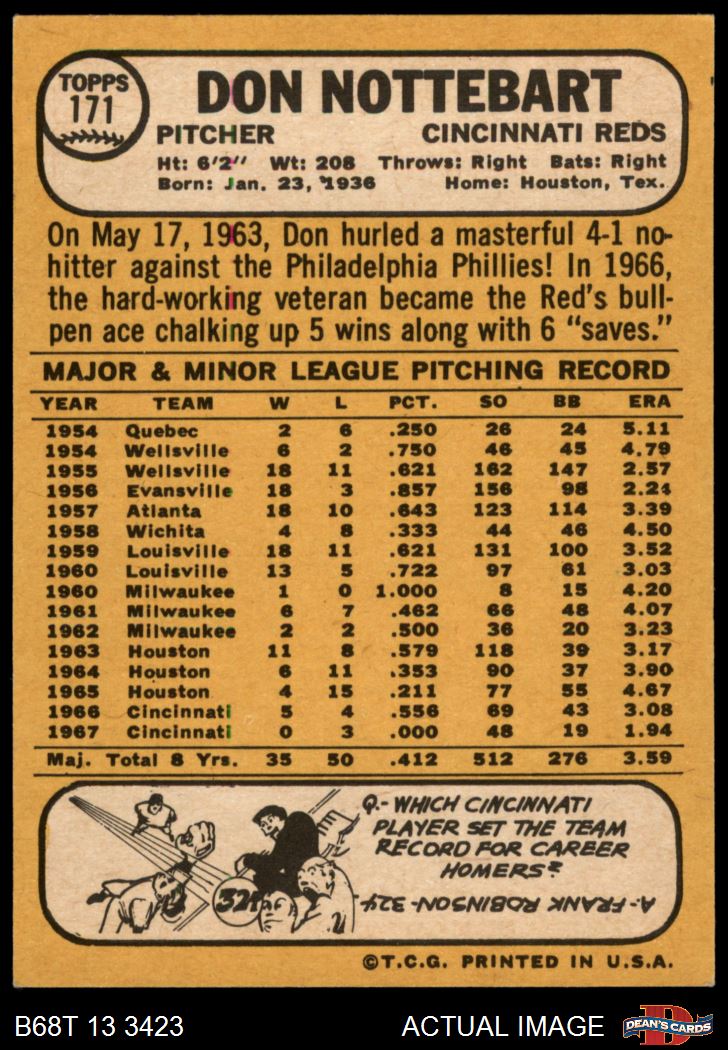 TOPPS
171
DON NOTTEBART
PITCHER CINCINNATI REDS
Ht: 6'2" Wt: 208 Throws: Right Bats: Right
Born: Jan. 23, 1936 Home: Houston, Tex.
On May 17, 1963, Don hurled a masterful 4-1 no-
hitter against the Philadelphia Phillies! In 1966,
the hard-working veteran became the Red's bull-
pen ace chalking up 5 wins along with 6 "saves."
MAJOR & MINOR LEAGUE PITCHING RECORD
YEAR TEAM W L PCT. SO BB ERA
1954 Quebec 2 6 .250 26 24 5.11
1954 Wellsville 6 2 .750 46 45 4.79
1955 Wellsville 18 11 .621 162 147 2.57
1956 Evansville 18 3 .857 156 98 2.24
1957 Atlanta 18 10 .643 123 114 3.39
1958 Wichita 4 8 .333 44 46 4.50
1959 Louisville 18 11 .621 131 100 3.52
1960 Louisville 13 5 .722 97 61 3.03
1960 Milwaukee 1 0 1.000 8 15 4.20
1961 Milwaukee 6 7 .462 66 48 4.07
1962 Milwaukee 2 2 .500 36 20 3.23
1963 Houston 11 8 .579 118 39 3.17
1964 Houston 6 11 .353 90 37 3.90
1965 Houston 4 15 .211 77 55 4.67
1966 Cincinnati 5 4 .556 69 43 3.08
1967 Cincinnati 0 3 .000 48 19 1.94
Maj. Total 8 Yrs. 35 50 .412 512 276 3.59
Q.- WHICH CINCINNATI
PLAYER SET THE TEAM
RECORD FOR CAREER
HOMERS?
A- FRANK ROBINSON - 324
324
©T.C.G. PRINTED IN U.S.A.
B68T 13 3423 ACTUAL IMAGE
D
DEAN'S CARDS